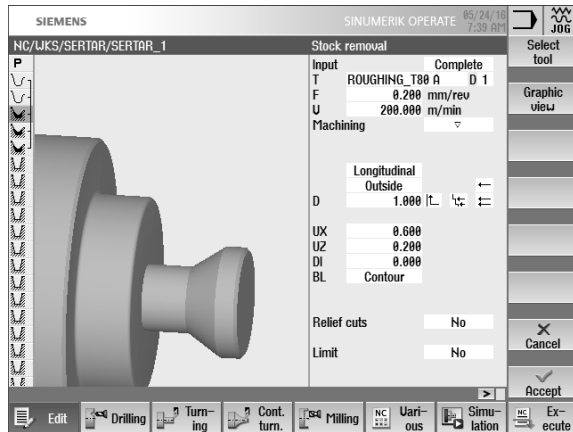 SIEMENS
SINUMERIK OPERATE
05/24/16
7:39 AM
JOG
NC/WKS/SERTAR/SERTAR_1
Stock removal
Select tool
P
Input Complete
T ROUGHING_T80 A D 1
F 0.200 mm/rev
V 200.000 m/min
Machining
Graphic view
Longitudinal
Outside
D 1.000
UX 0.600
UZ 0.200
DI 0.000
BL Contour
Relief cuts No
Limit No
Cancel
Accept
Edit
Drilling
Turn-
ing
Cont.
turn.
Milling
NC
Vari-
ous
Simu-
lation
NC
Ex-
ecute